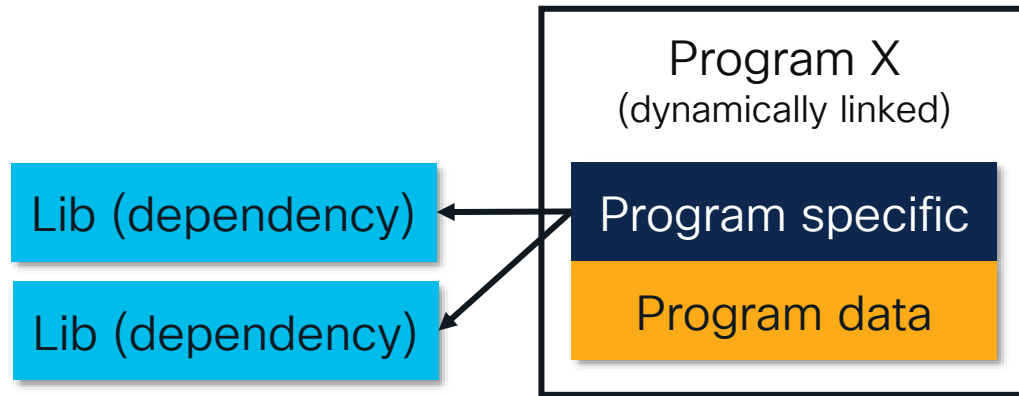 Program X
(dynamically linked)
Lib (dependency)
Program specific
Lib (dependency)
Program data